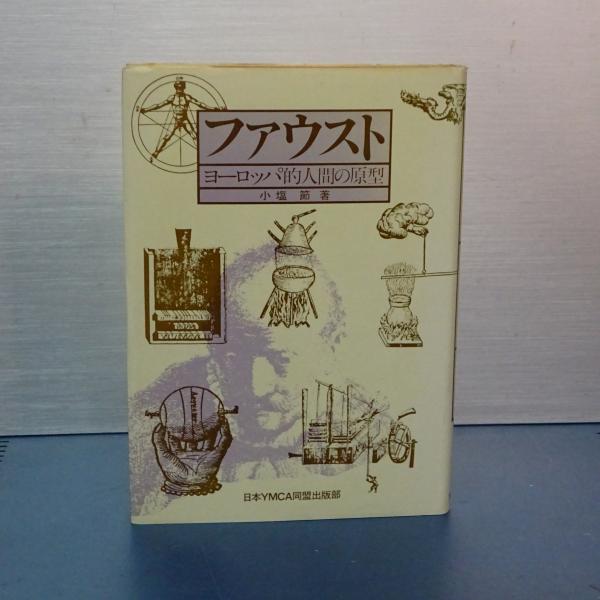 ファウスト
ヨーロッパ的人間の原型
小塩 節 著
日本YMCA同盟出版部